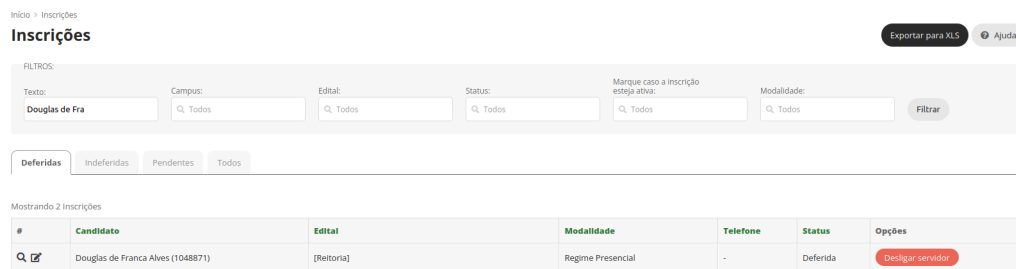 Início > Inscrições
Inscrições
Exportar para XLS
Ajuda
FILTROS:
Texto: Campus: Edital: Status: Marque caso a inscrição esteja ativa: Modalidade:
Douglas de Fra Todos Todos Todos Todos Todos Filtrar
Deferidas Indeferidas Pendentes Todos
Mostrando 2 Inscrições
# Candidato Edital Modalidade Telefone Status Opções
Douglas de Franca Alves (1048871) [Reitoria] Regime Presencial - Deferida Desligar servidor